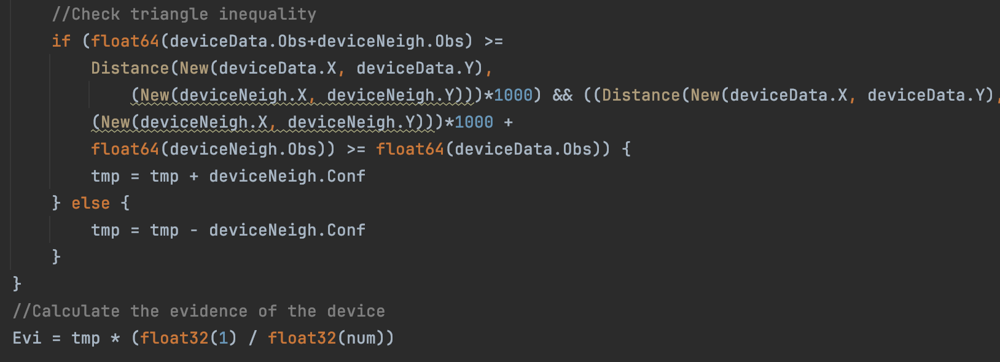 //Check triangle inequality
if (float64(deviceData.Obs+deviceNeigh.Obs) >=
Distance(New(deviceData.X, deviceData.Y),
(New(deviceNeigh.X, deviceNeigh.Y)))*1000) && ((Distance(New(deviceData.X, deviceData.Y),
(New(deviceNeigh.X, deviceNeigh.Y)))*1000 +
float64(deviceNeigh.Obs)) >= float64(deviceData.Obs)) {
tmp = tmp + deviceNeigh.Conf
} else {
tmp = tmp - deviceNeigh.Conf
}
}
//Calculate the evidence of the device
Evi = tmp * (float32(1) / float32(num))